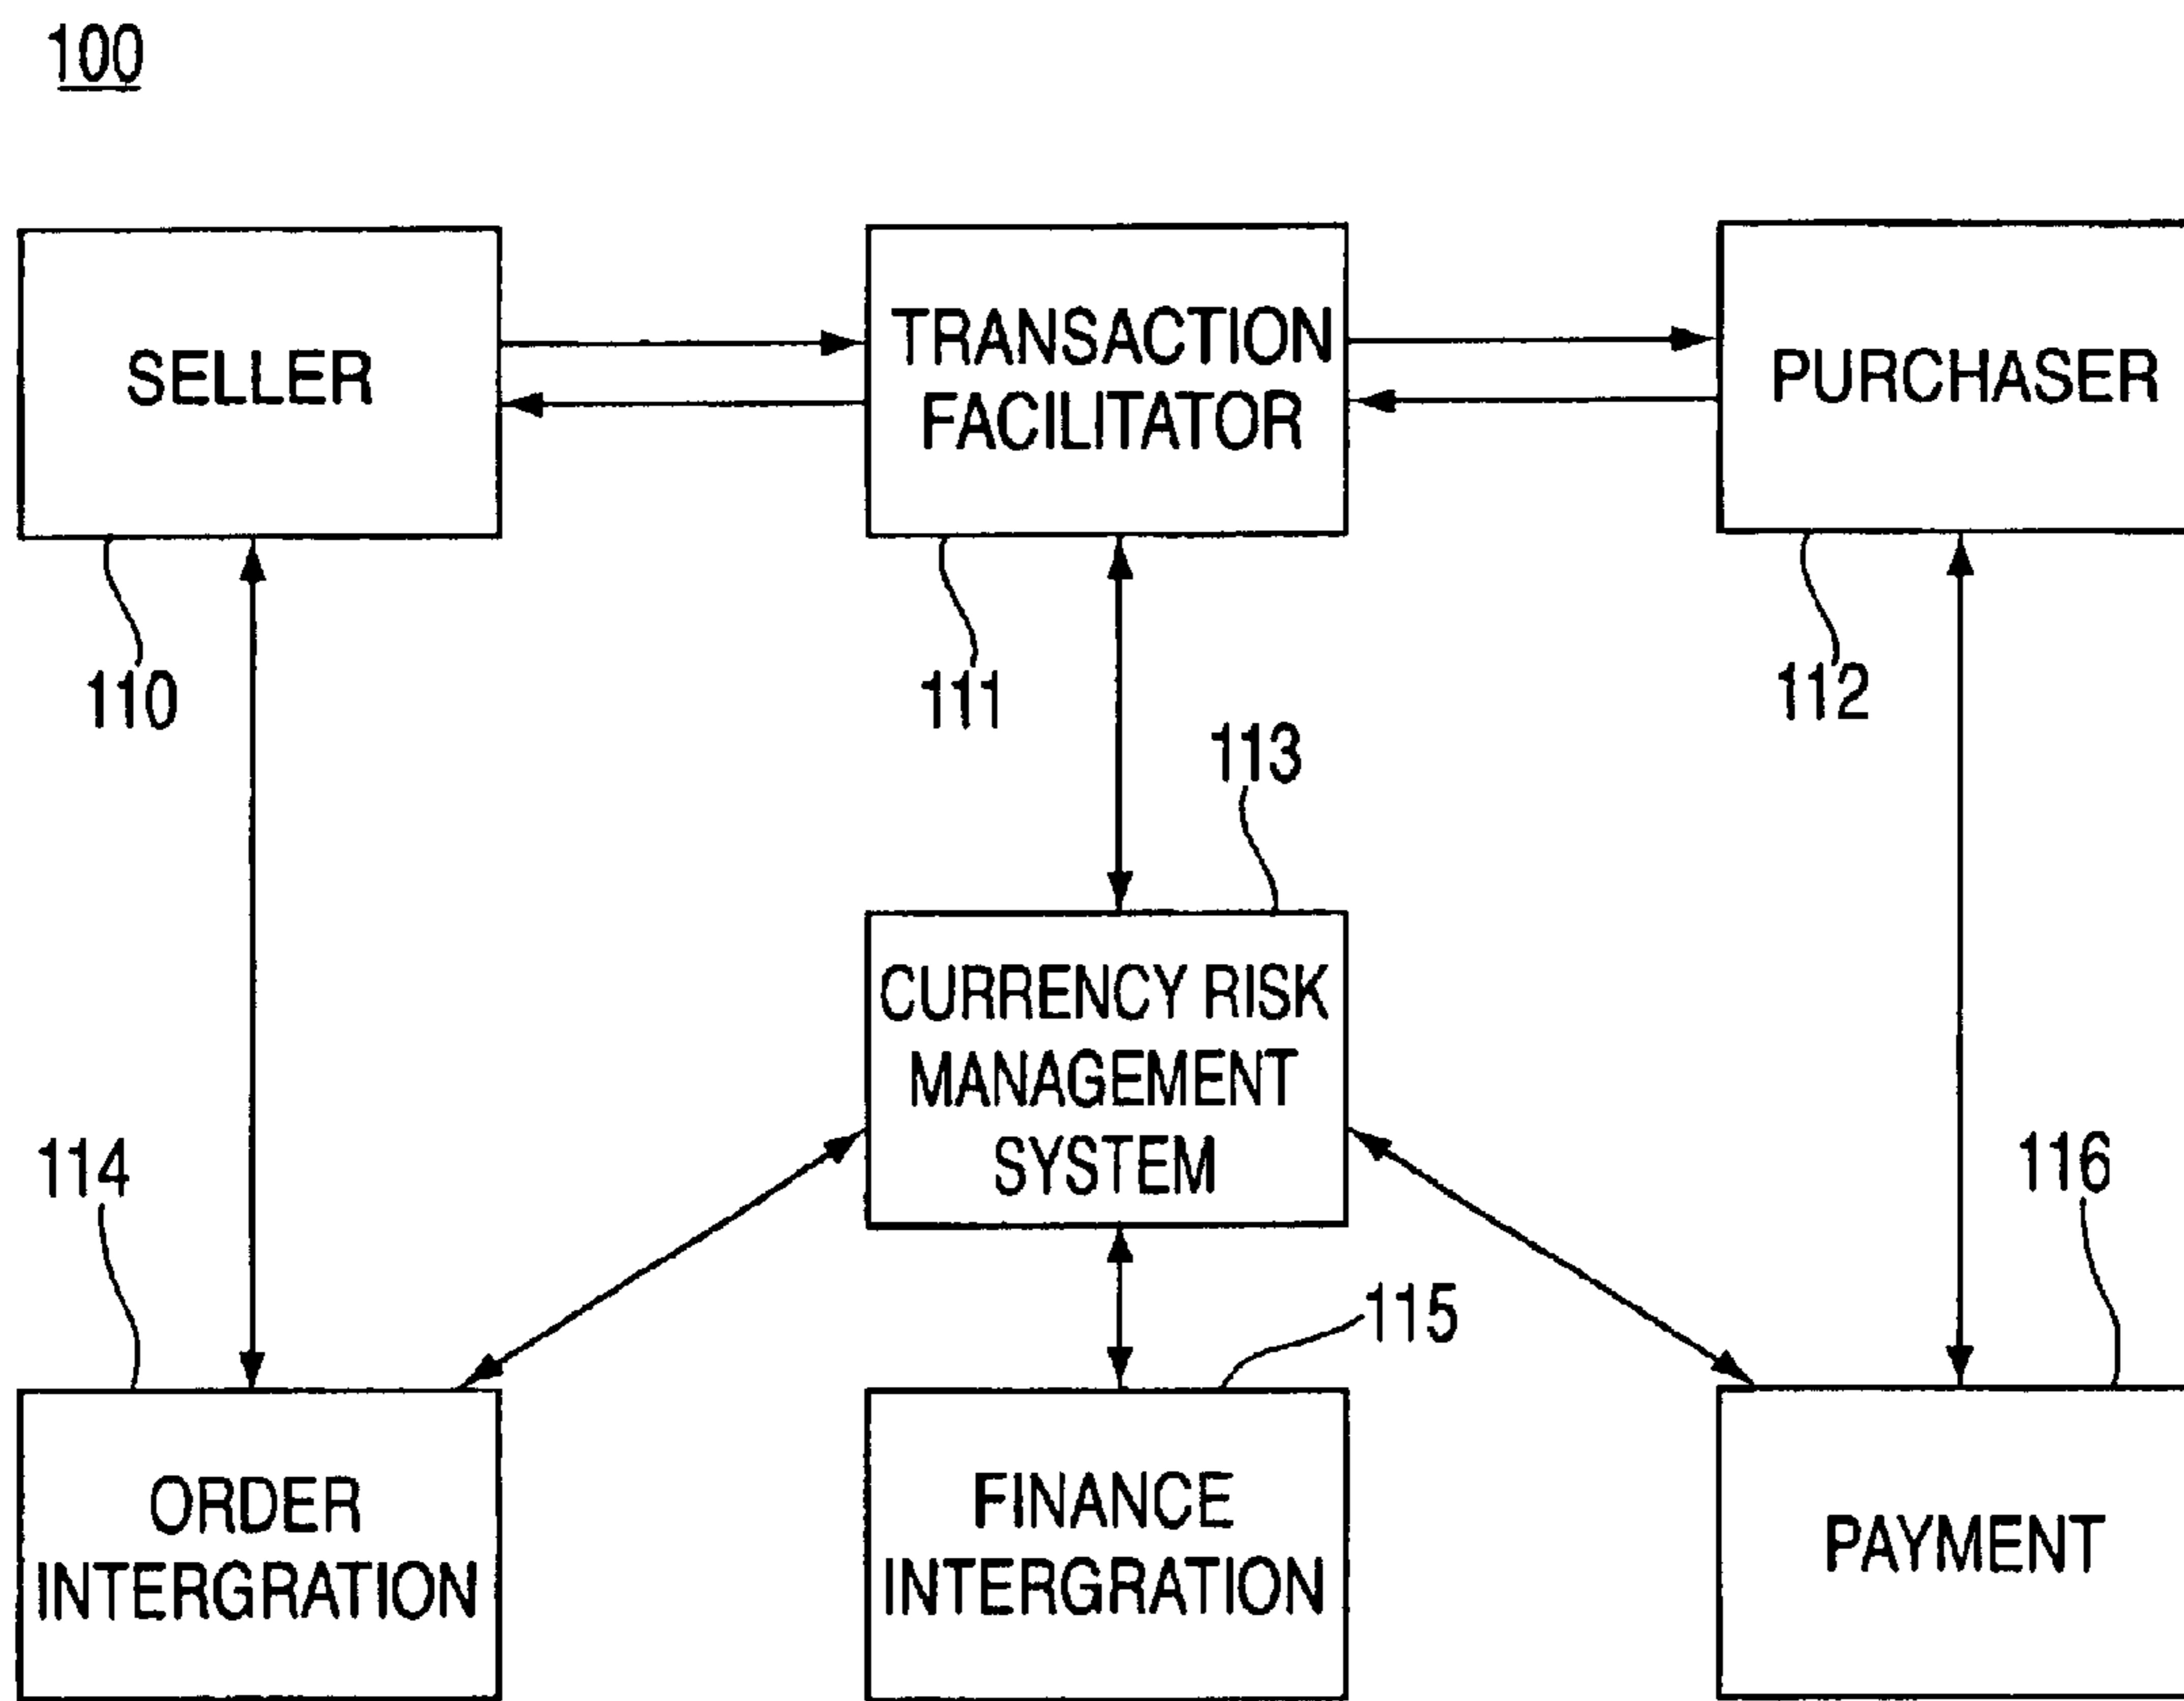 100
SELLER
TRANSACTION
FACILITATOR
PURCHASER
110
111
112
113
CURRENCY RISK
MANAGEMENT
SYSTEM
114
116
115
ORDER
INTERGRATION
FINANCE
INTERGRATION
PAYMENT